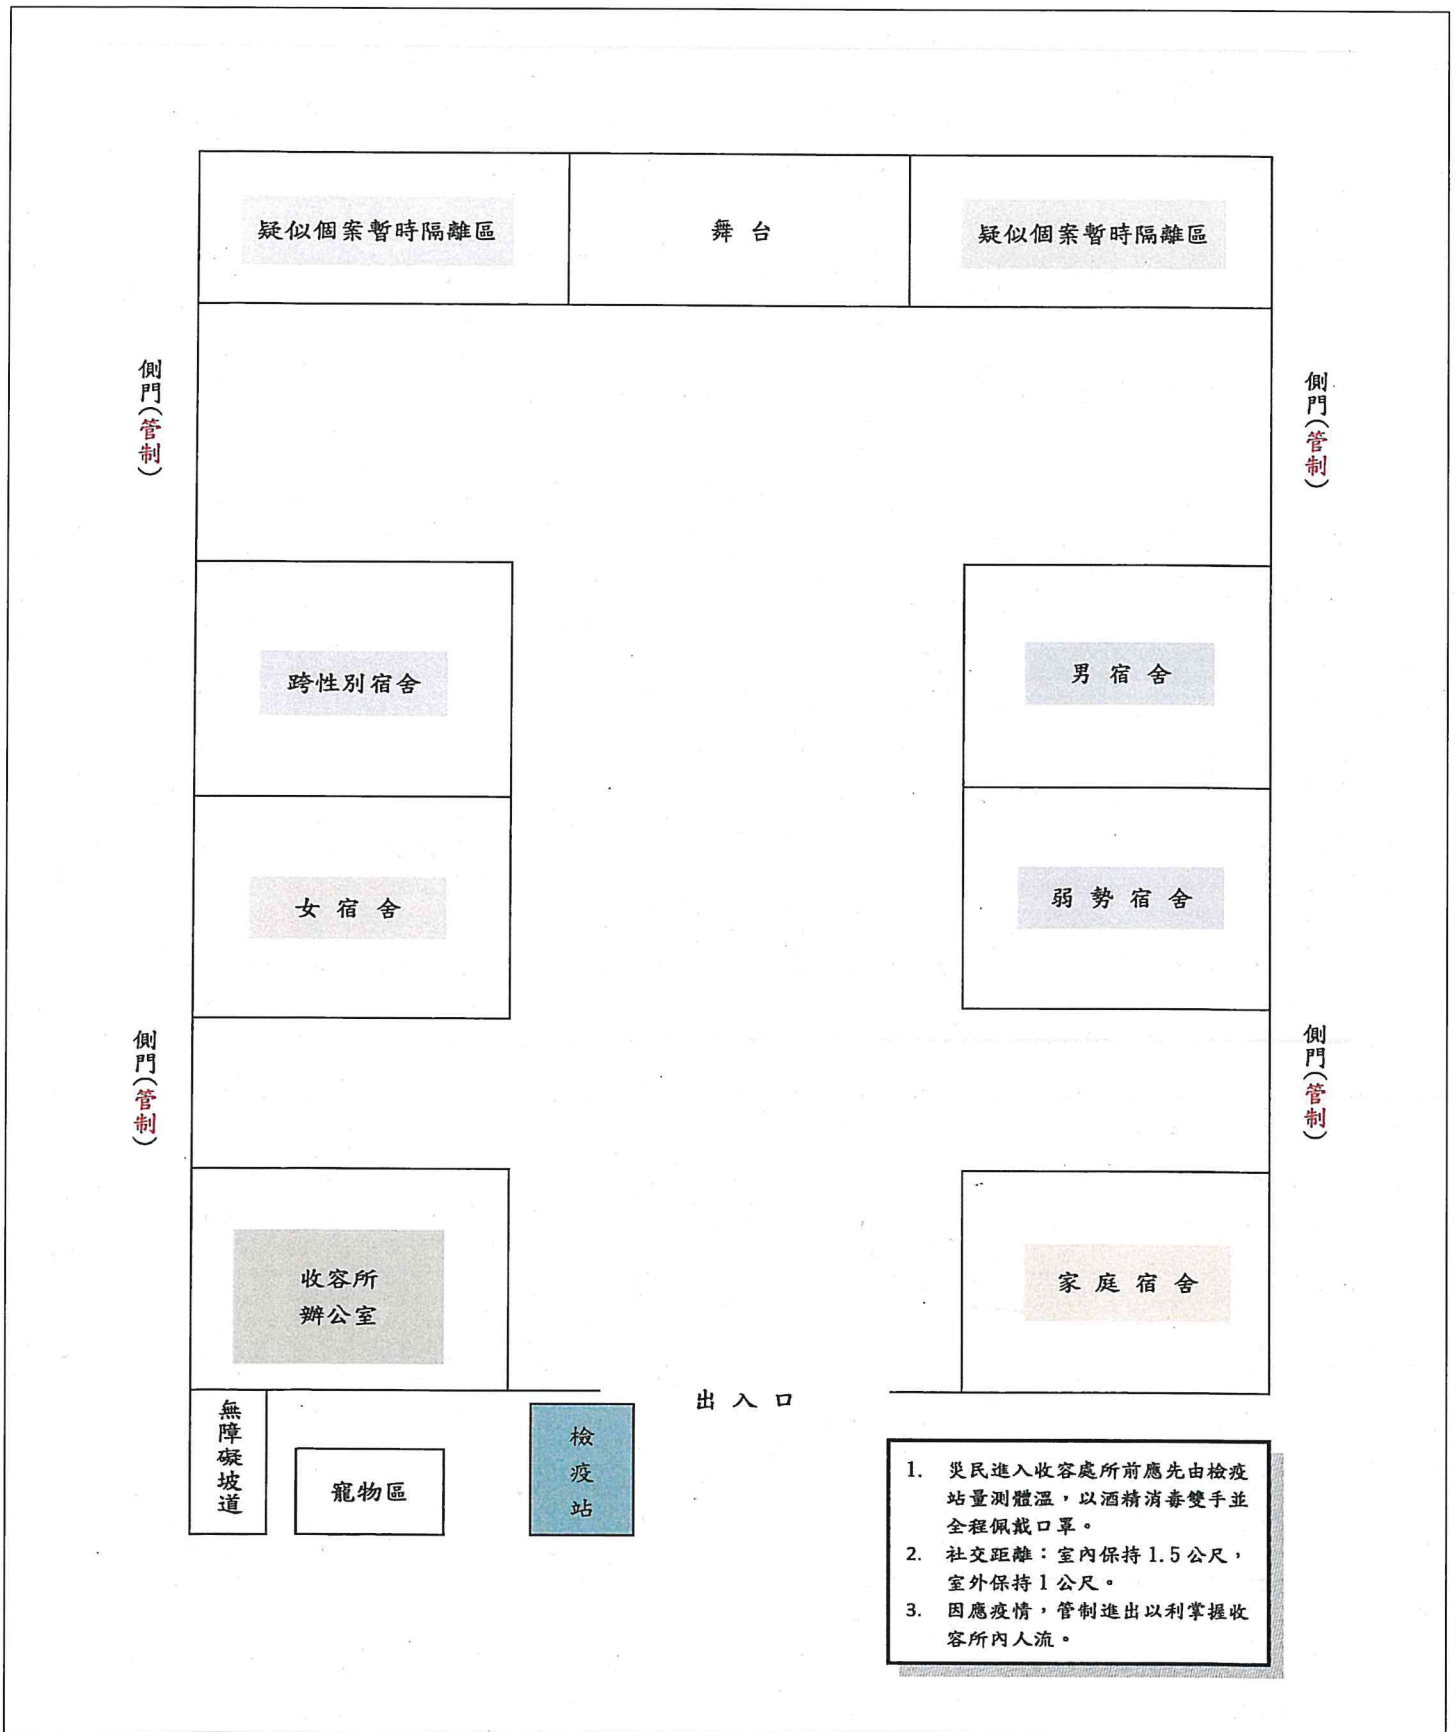 疑似個案暫時隔離區
舞台
疑似個案暫時隔離區
側門(管制)
側門(管制)
跨性別宿舍
男宿舍
女宿舍
弱勢宿舍
側門(管制)
側門(管制)
收容所
辦公室
家庭宿舍
出入口
無障礙坡道
寵物區
檢疫站
1. 災民進入收容處所前應先由檢疫
站量測體溫，以酒精消毒雙手並
全程佩戴口罩。
2. 社交距離：室內保持1.5公尺，
室外保持1公尺。
3. 因應疫情，管制進出以利掌握收
容所內人流。